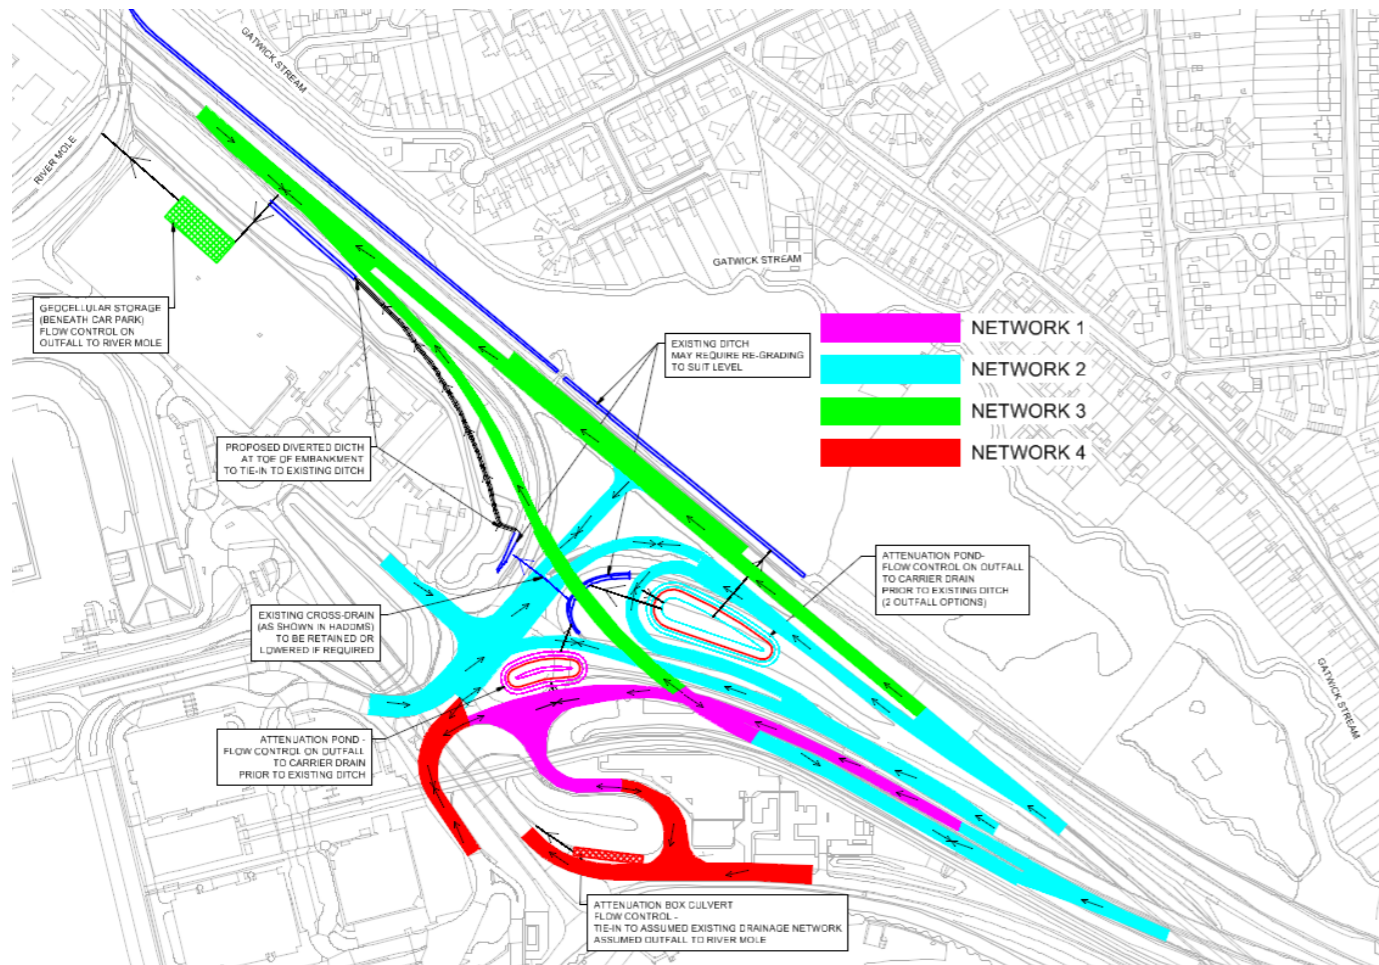 GATWICK STREAM
RIVER MOLE
GATWICK STREAM
GEOCELLULAR STORAGE
(BENEATH CAR PARK)
FLOW CONTROL ON
OUTFALL TO RIVER MOLE
EXISTING DITCH
MAY REQUIRE RE-GRADING
TO SUIT LEVEL
NETWORK 1
NETWORK 2
NETWORK 3
NETWORK 4
PROPOSED DIVERTED DICTH
AT TOE OF EMBANKMENT
TO TIE-IN TO EXISTING DITCH
ATTENUATION POND-
FLOW CONTROL ON OUTFALL
TO CARRIER DRAIN
PRIOR TO EXISTING DITCH
(2 OUTFALL OPTIONS)
EXISTING CROSS-DRAIN
(AS SHOWN IN HADDMS)
TO BE RETAINED OR
LOWERED IF REQUIRED
GATWICK STREAM
ATTENUATION POND -
FLOW CONTROL ON OUTFALL
TO CARRIER DRAIN
PRIOR TO EXISTING DITCH
ATTENUATION BOX CULVERT
FLOW CONTROL -
TIE-IN TO ASSUMED EXISTING DRAINAGE NETWORK
ASSUMED OUTFALL TO RIVER MOLE